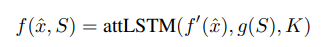 f(x̂, S) = attLSTM(f′(x̂), g(S), K)